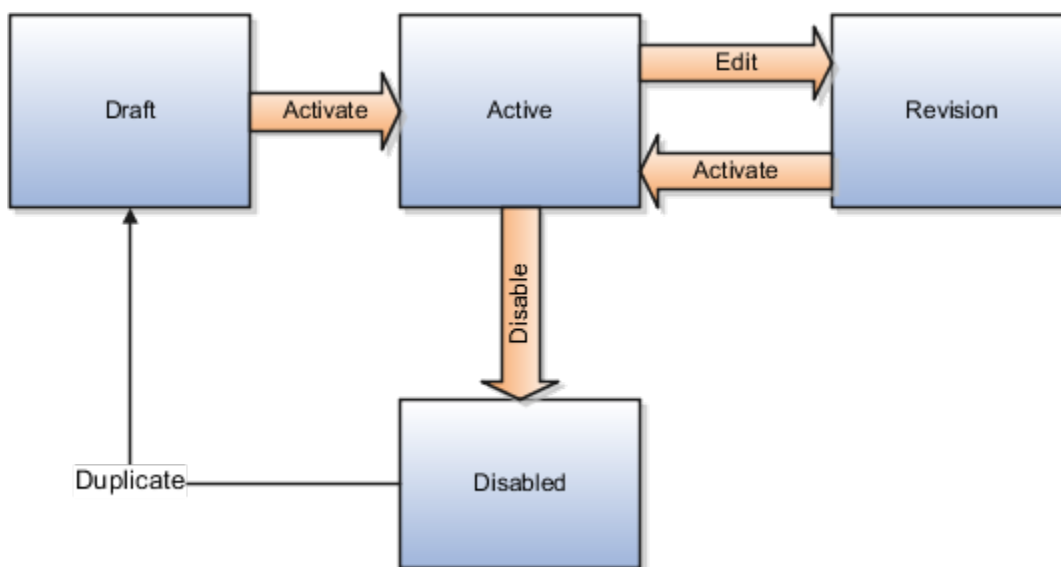 Draft
Activate
Active
Edit
Revision
Activate
Disable
Duplicate
Disabled